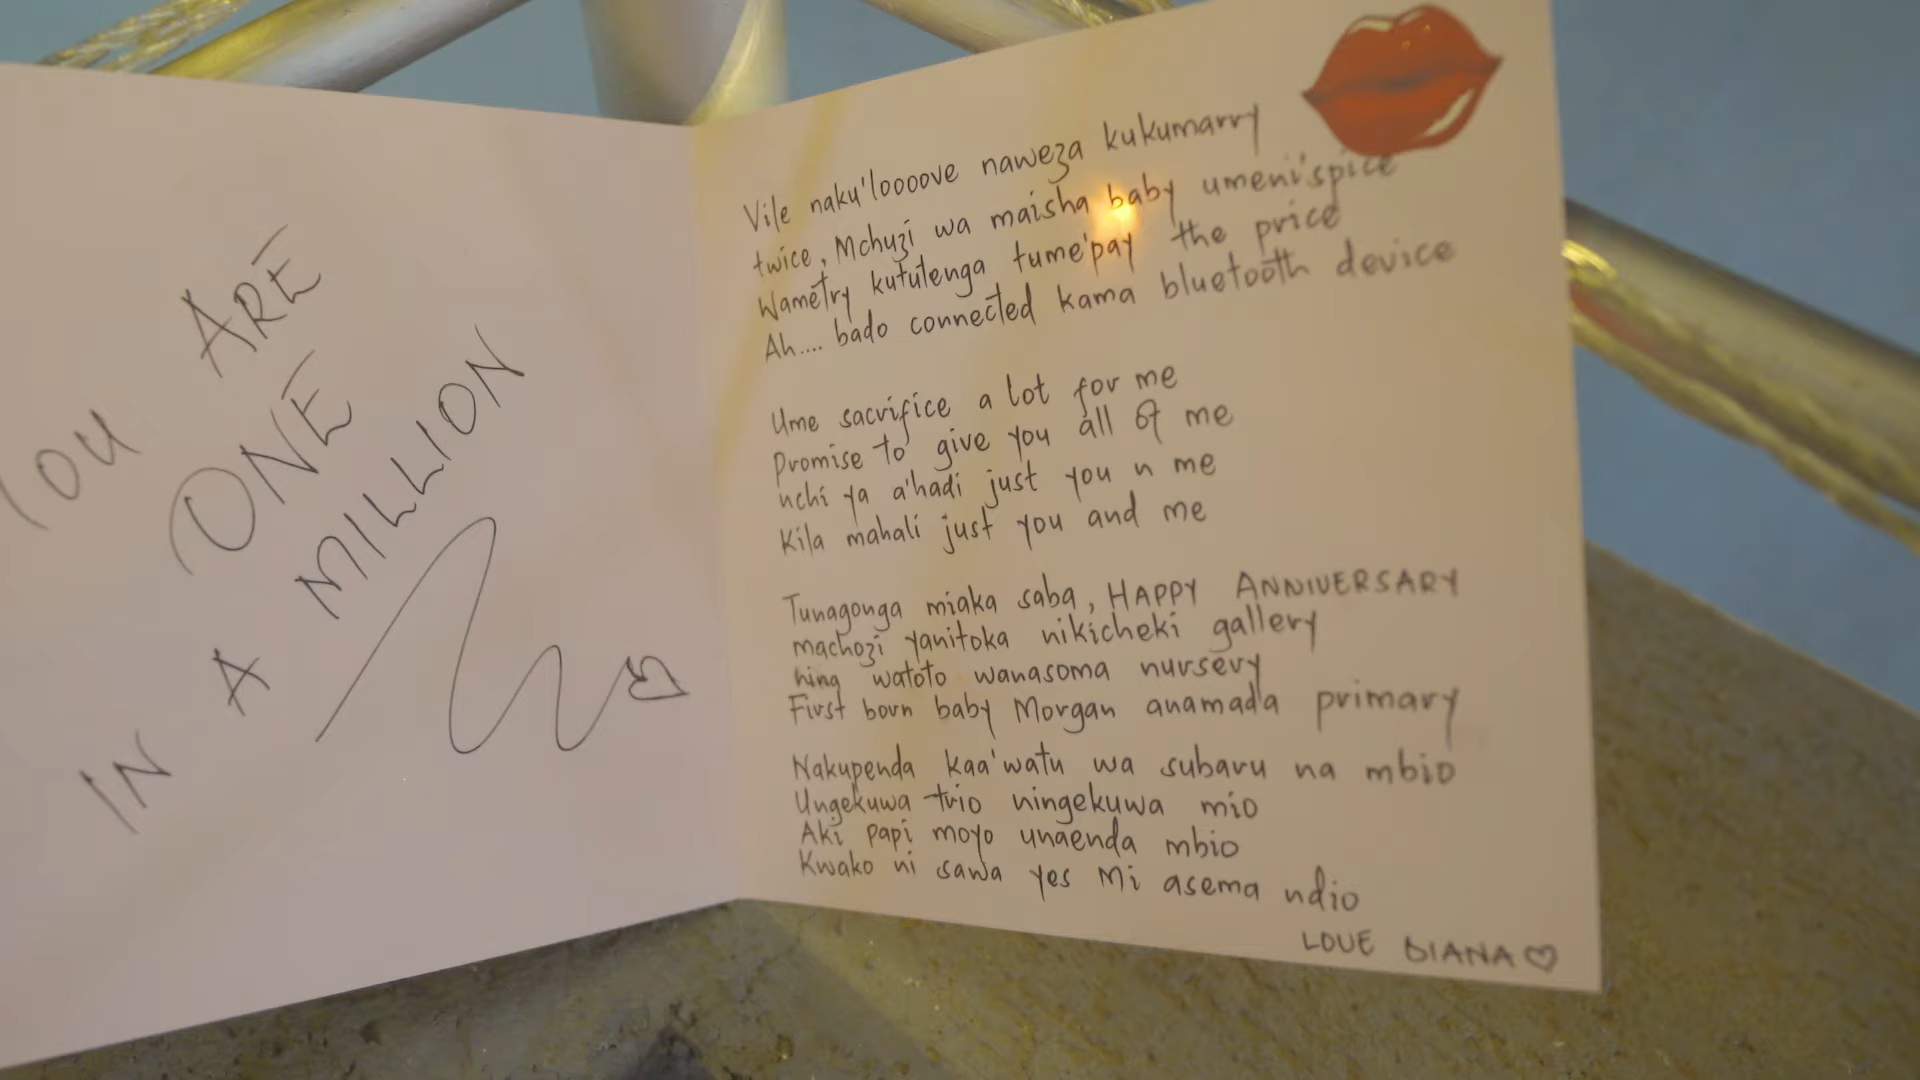 YOU ARE
ONE
IN A MILLION
Vile naku'loooove naweza kukumarry
twice, Mchuzi wa maisha baby umeni'spice
Wametry kututenga tume'pay the price
Ah.... bado connected kama bluetooth device
Ume sacrifice a lot for me
Promise to give you all of me
nchi ya a'hadi just you n me
Kila mahali just you and me
Tunagonga miaka saba, HAPPY ANNIVERSARY
machozi yanitoka nikicheki gallery
hing watoto wanasoma nursery
First born baby Morgan anamada primary
Nakupenda kaa'watu wa subaru na mbio
Ungekuwa trio ningekuwa mio
Aki papi moyo unaenda mbio
Kwako ni sawa yes Mi asema ndio
LOVE DIANA